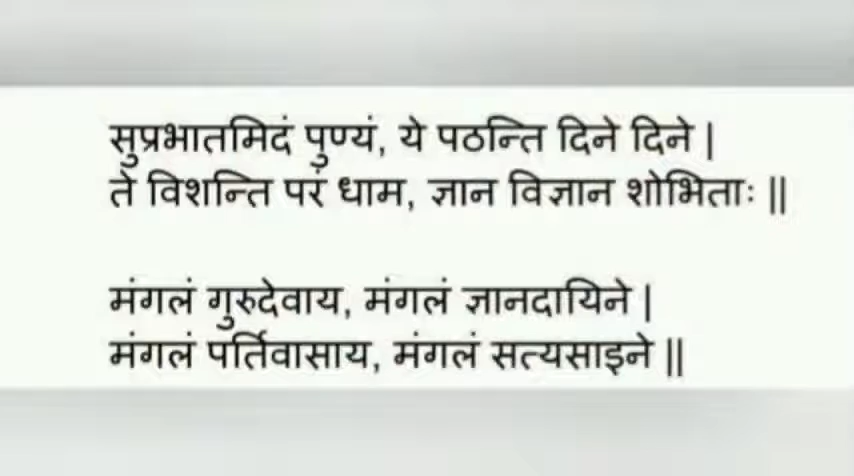 सुप्रभातमिदं पुण्यं, ये पठन्ति दिने दिने |
ते विशन्ति परं धाम, ज्ञान विज्ञान शोभिताः ||
मंगलं गुरुदेवाय, मंगलं ज्ञानदायिने |
मंगलं पर्तिवासाय, मंगलं सत्यसाइने ||